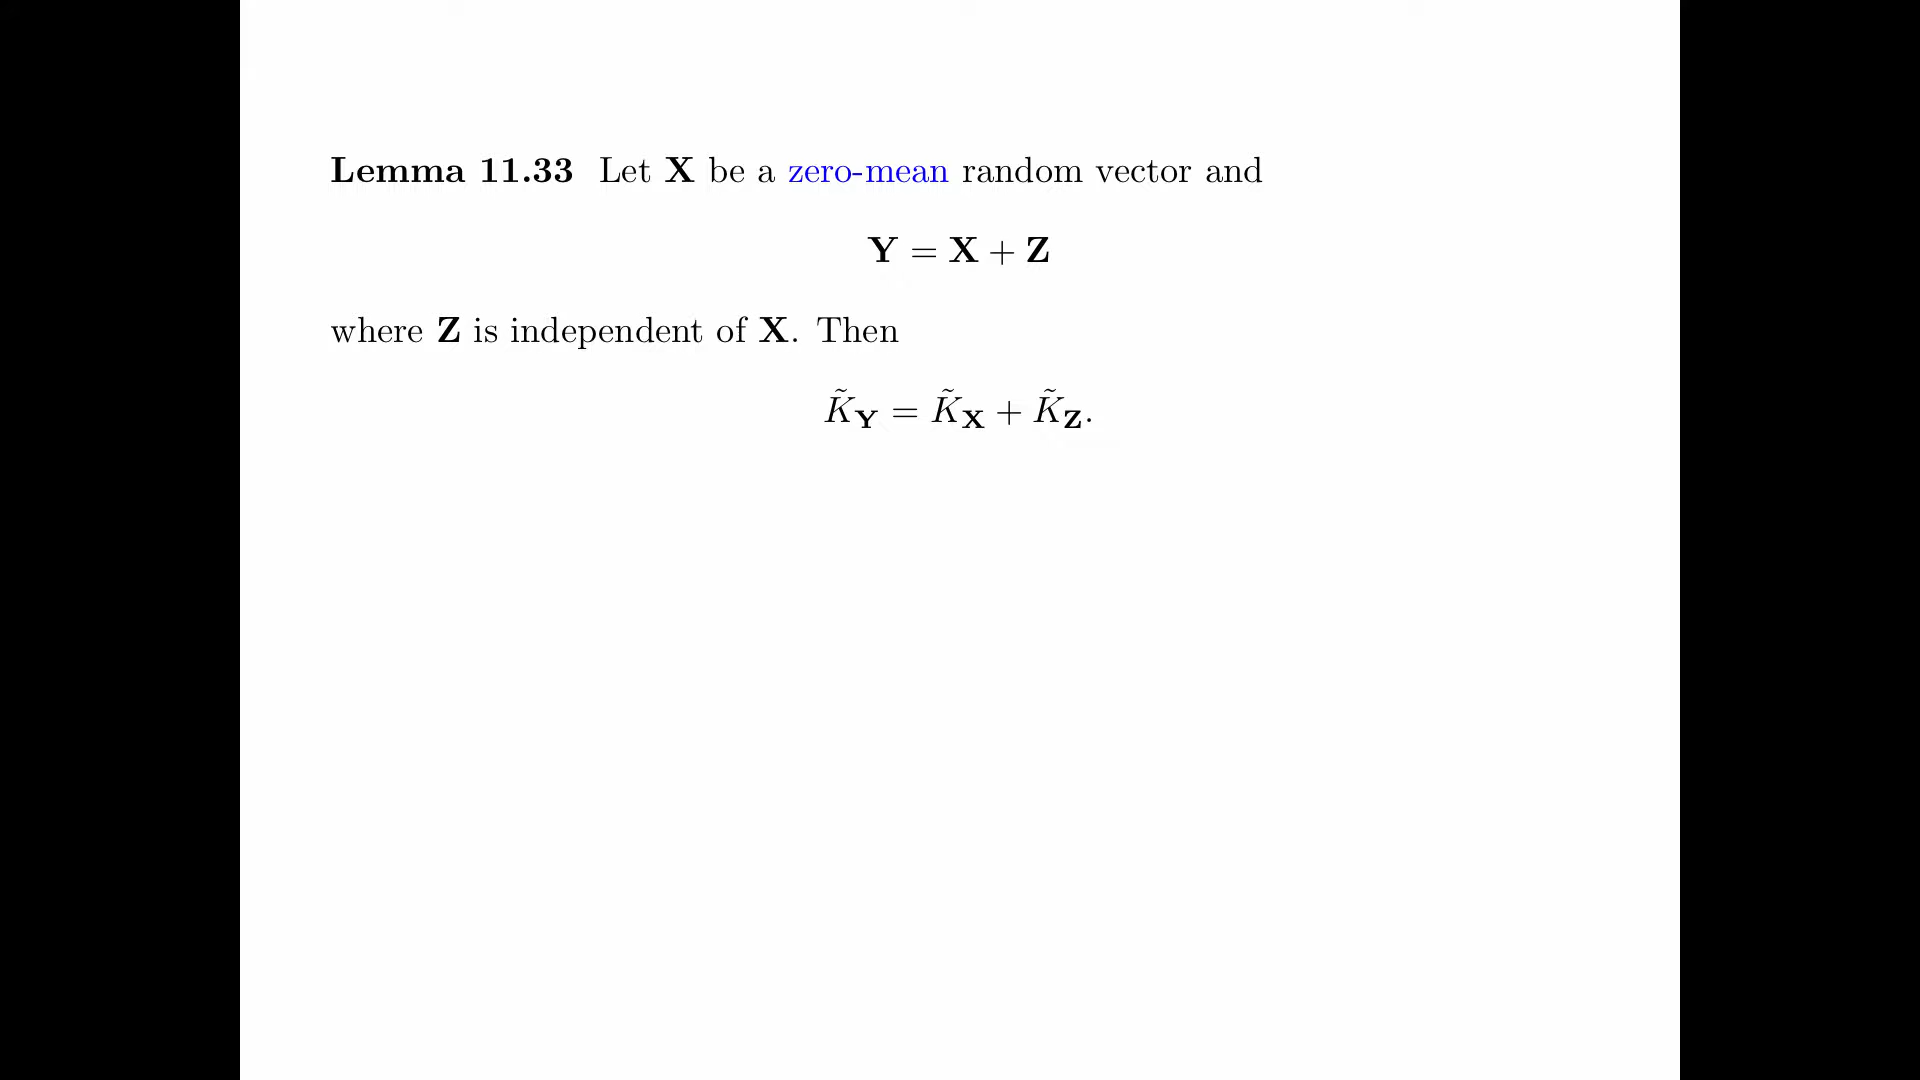 Lemma 11.33 Let X be a zero-mean random vector and
Y = X + Z
where Z is independent of X. Then
K̃_Y = K̃_X + K̃_Z.